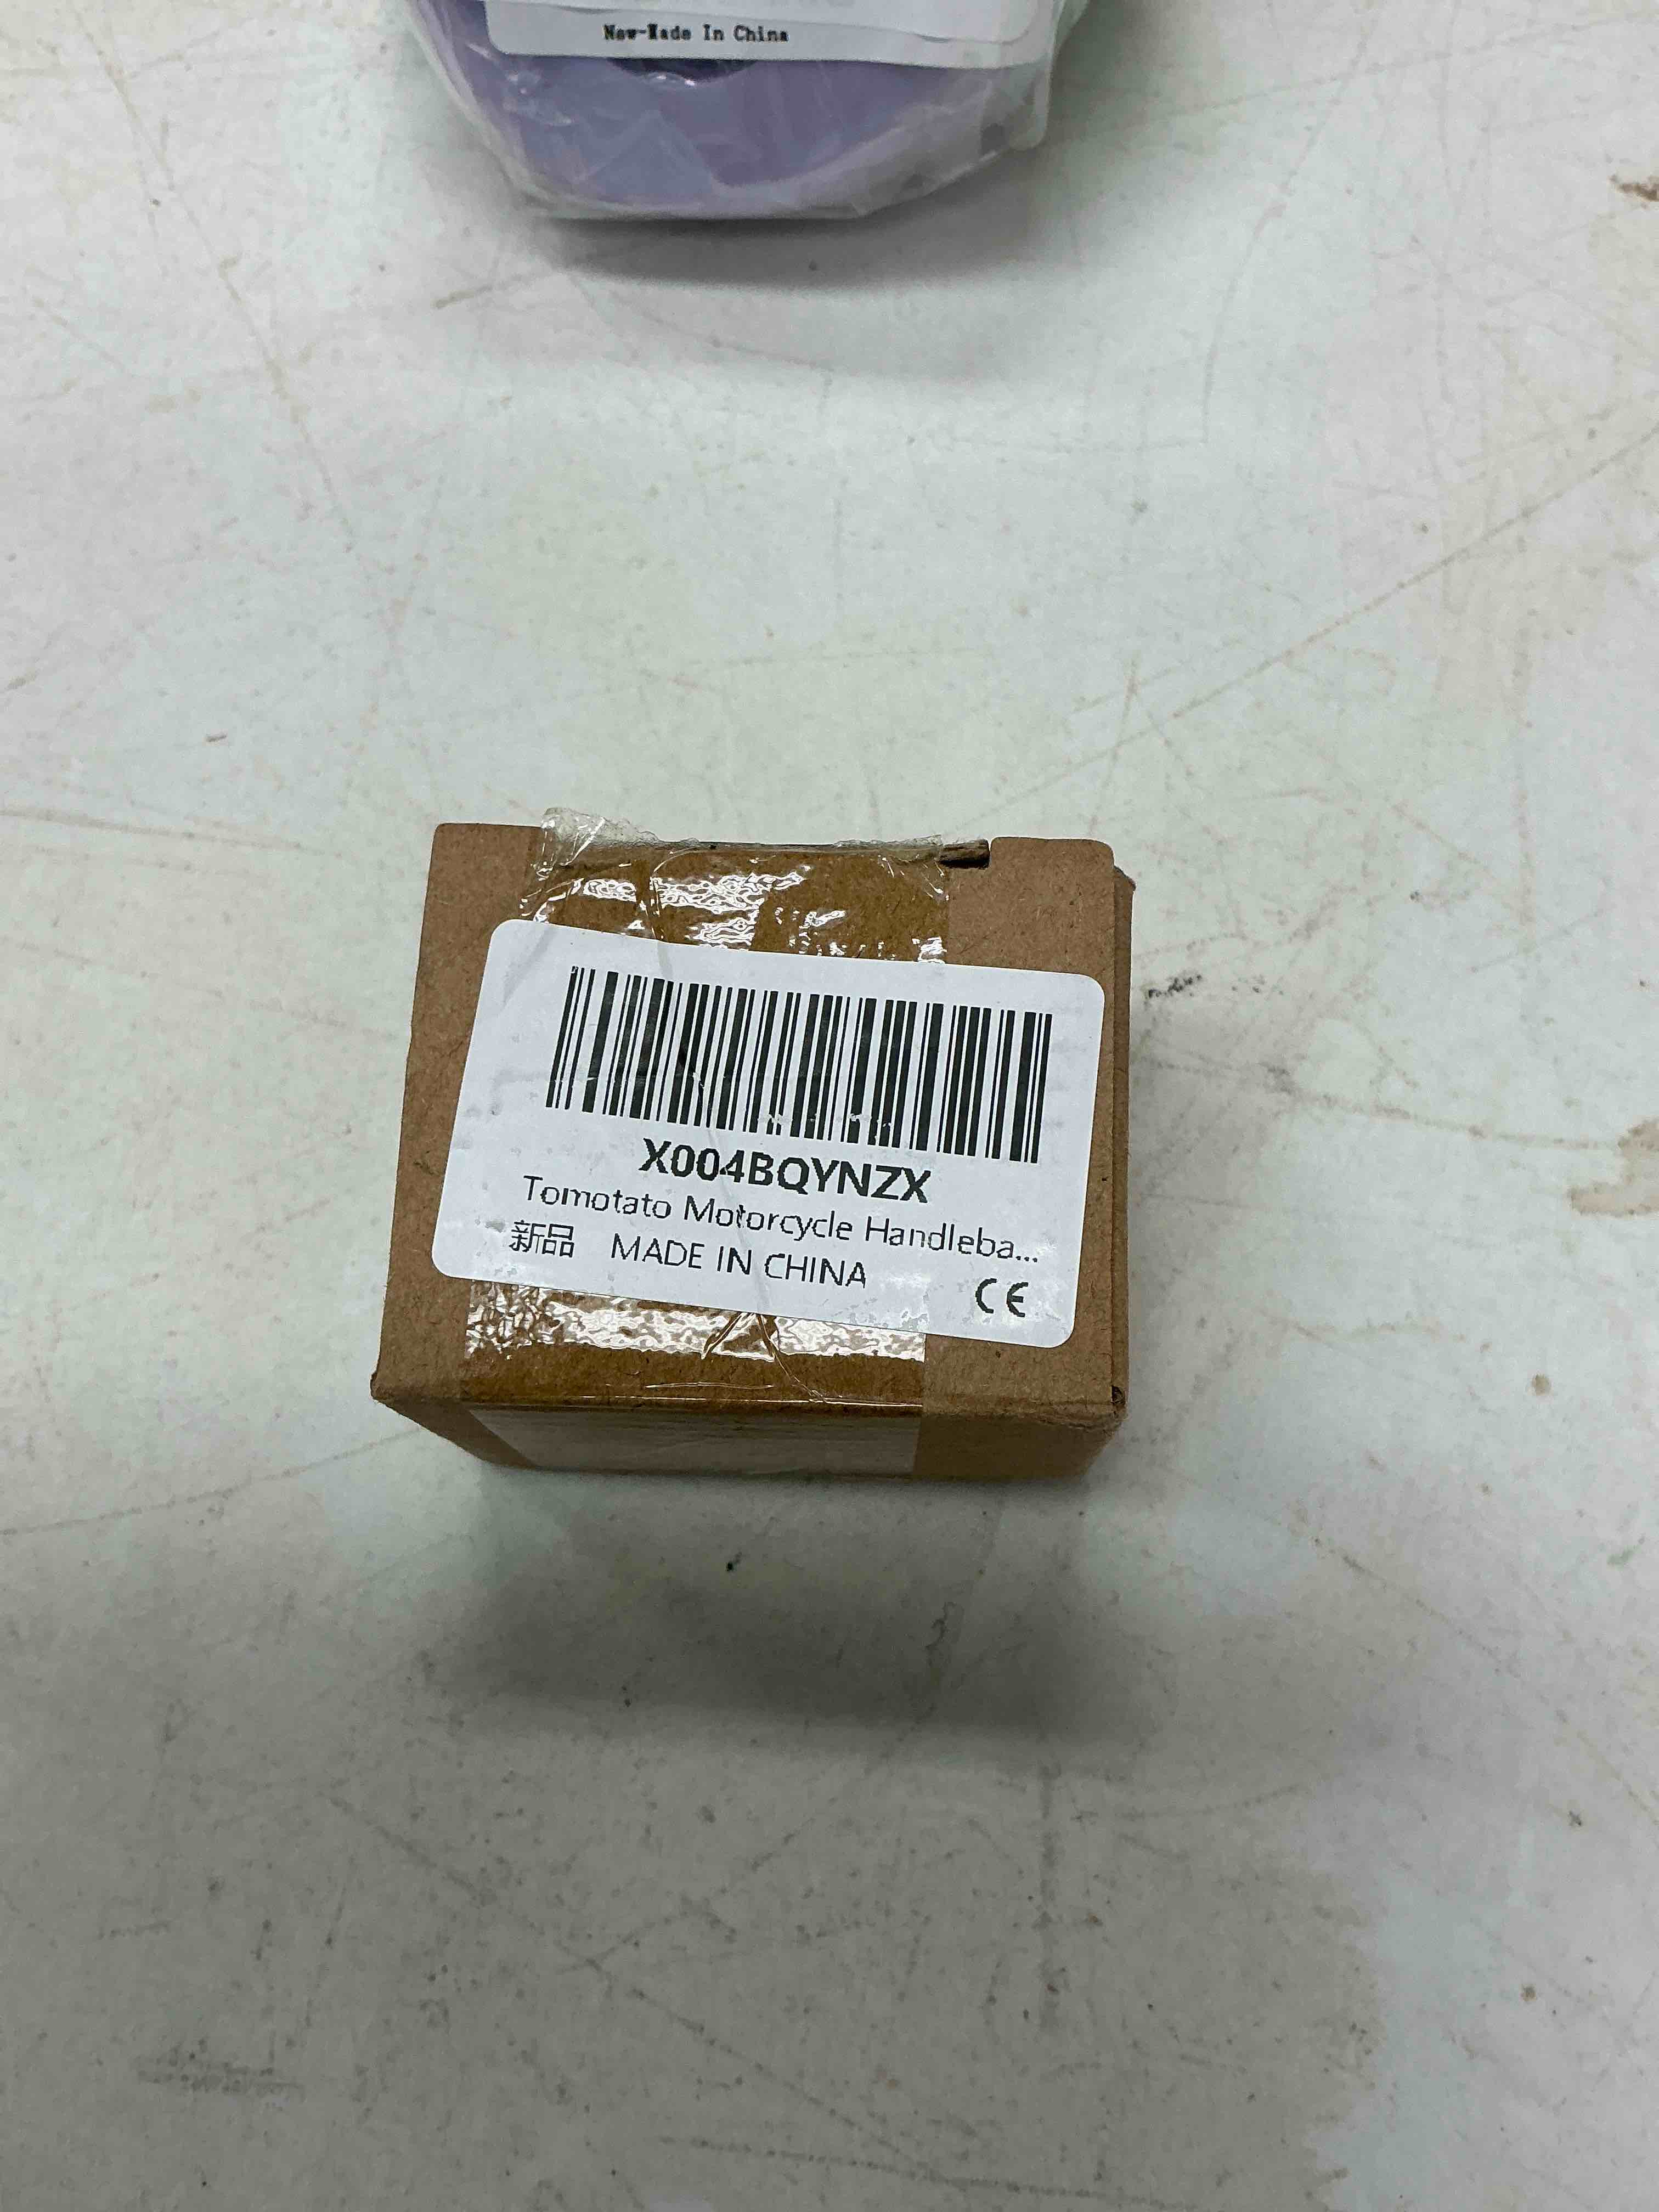 New-Made In China
X004BQYNZX
Tomotato Motorcycle Handleba...
新品 MADE IN CHINA
CE